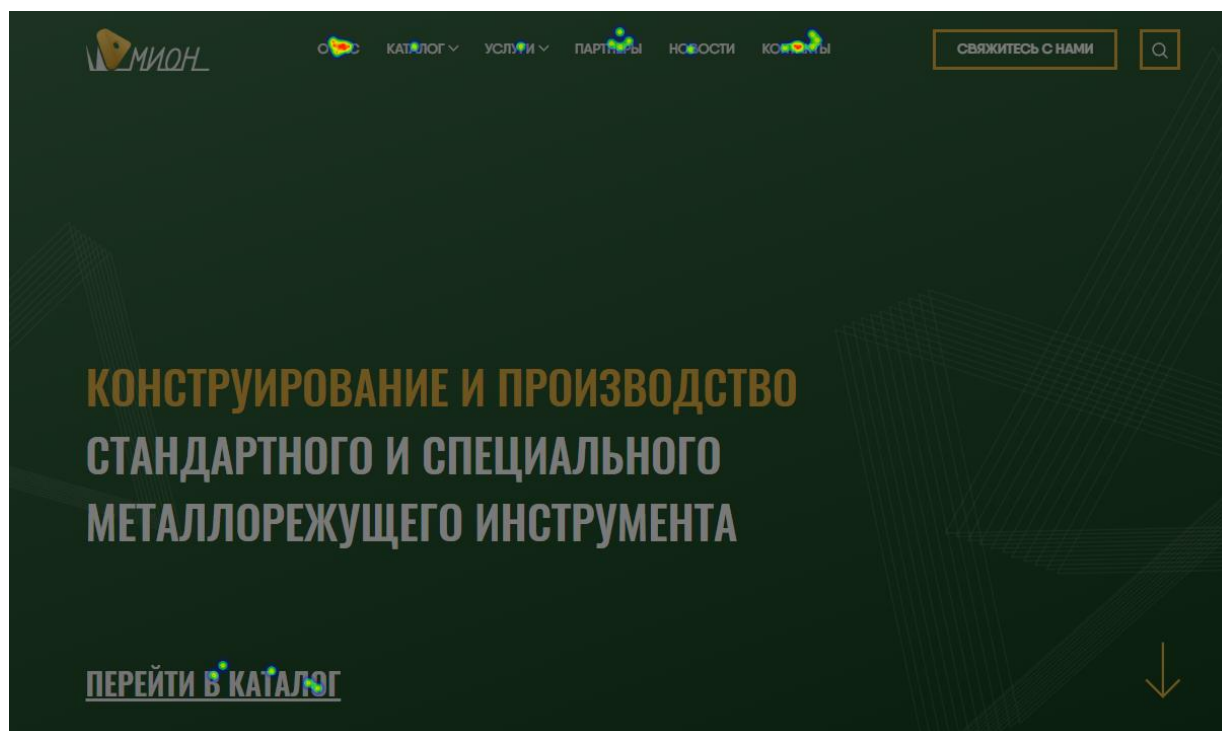 МИОН
О НАС КАТАЛОГ УСЛУГИ ПАРТНЕРЫ НОВОСТИ КОНТАКТЫ СВЯЖИТЕСЬ С НАМИ
КОНСТРУИРОВАНИЕ И ПРОИЗВОДСТВО
СТАНДАРТНОГО И СПЕЦИАЛЬНОГО
МЕТАЛЛОРЕЖУЩЕГО ИНСТРУМЕНТА
ПЕРЕЙТИ В КАТАЛОГ